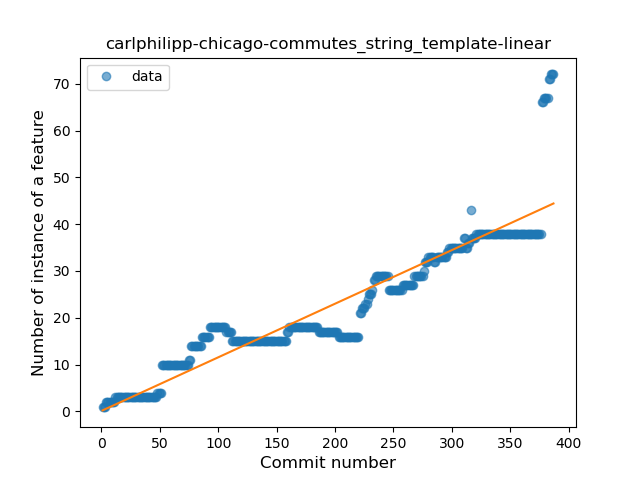 carlphilipp-chicago-commutes_string_template-linear
data
Number of instance of a feature
70
60
50
40
30
20
10
0
0 50 100 150 200 250 300 350 400
Commit number